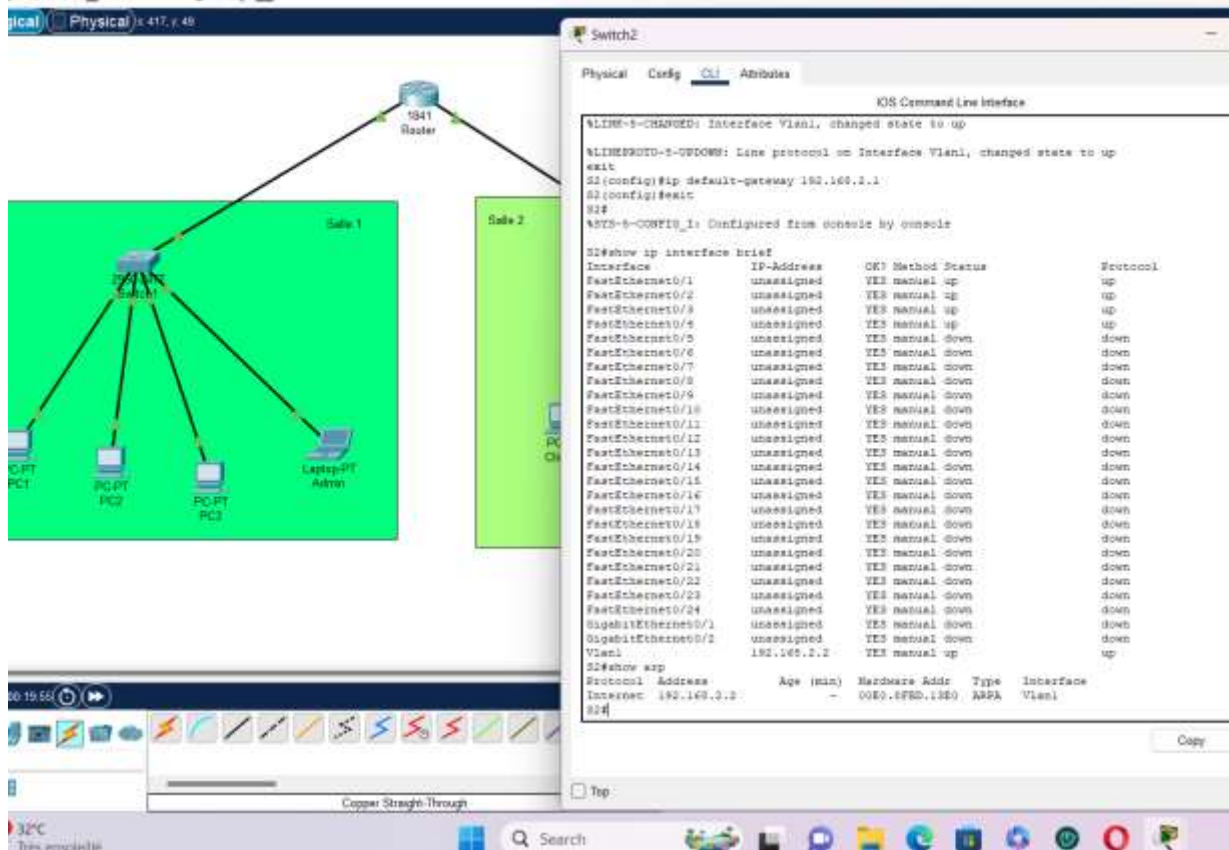 gical Physical x: 417, y: 49
1841
Router
Salle 1
Salle 2
Switch1
PC1
PC-PT
PC2
PC-PT
PC3
Laptop-PT
Admin
Switch2
Physical Config CLI Attributes
IOS Command Line Interface
%LINK-5-CHANGED: Interface Vlan1, changed state to up
%LINEPROTO-5-UPDOWN: Line protocol on Interface Vlan1, changed state to up
exit
S2(config)#ip default-gateway 192.168.2.1
S2(config)#exit
S2#
%SYS-5-CONFIG_I: Configured from console by console
S2#show ip interface brief
Interface IP-Address OK? Method Status Protocol
FastEthernet0/1 unassigned YES manual up up
FastEthernet0/2 unassigned YES manual up up
FastEthernet0/3 unassigned YES manual up up
FastEthernet0/4 unassigned YES manual up up
FastEthernet0/5 unassigned YES manual down down
FastEthernet0/6 unassigned YES manual down down
FastEthernet0/7 unassigned YES manual down down
FastEthernet0/8 unassigned YES manual down down
FastEthernet0/9 unassigned YES manual down down
FastEthernet0/10 unassigned YES manual down down
FastEthernet0/11 unassigned YES manual down down
FastEthernet0/12 unassigned YES manual down down
FastEthernet0/13 unassigned YES manual down down
FastEthernet0/14 unassigned YES manual down down
FastEthernet0/15 unassigned YES manual down down
FastEthernet0/16 unassigned YES manual down down
FastEthernet0/17 unassigned YES manual down down
FastEthernet0/18 unassigned YES manual down down
FastEthernet0/19 unassigned YES manual down down
FastEthernet0/20 unassigned YES manual down down
FastEthernet0/21 unassigned YES manual down down
FastEthernet0/22 unassigned YES manual down down
FastEthernet0/23 unassigned YES manual down down
FastEthernet0/24 unassigned YES manual down down
GigabitEthernet0/1 unassigned YES manual down down
GigabitEthernet0/2 unassigned YES manual down down
Vlan1 192.168.2.2 YES manual up up
S2#show arp
Protocol Address Age (min) Hardware Addr Type Interface
Internet 192.168.2.2 - ARPA Vlan1
S2#
Copy
Top
00:19:55
Copper Straight-Through
32°C
Très ensoleillé
Search